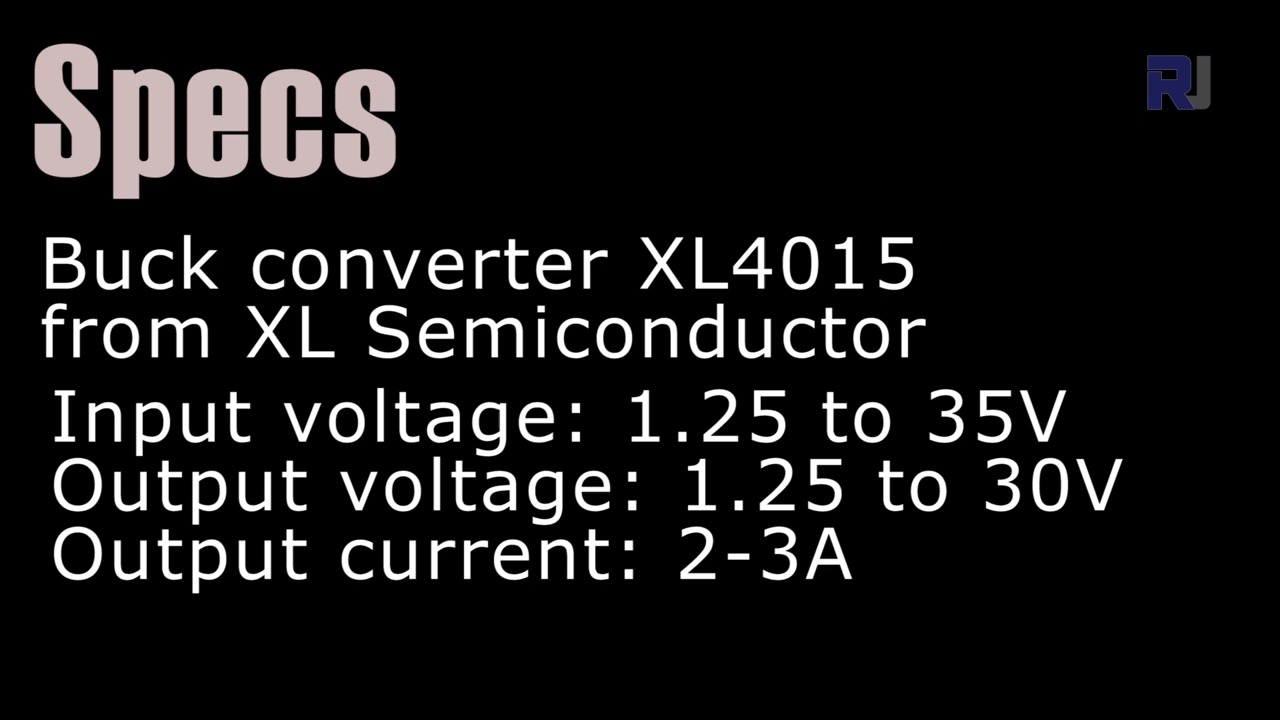 Specs
RJ
Buck converter XL4015
from XL Semiconductor
Input voltage: 1.25 to 35V
Output voltage: 1.25 to 30V
Output current: 2-3A